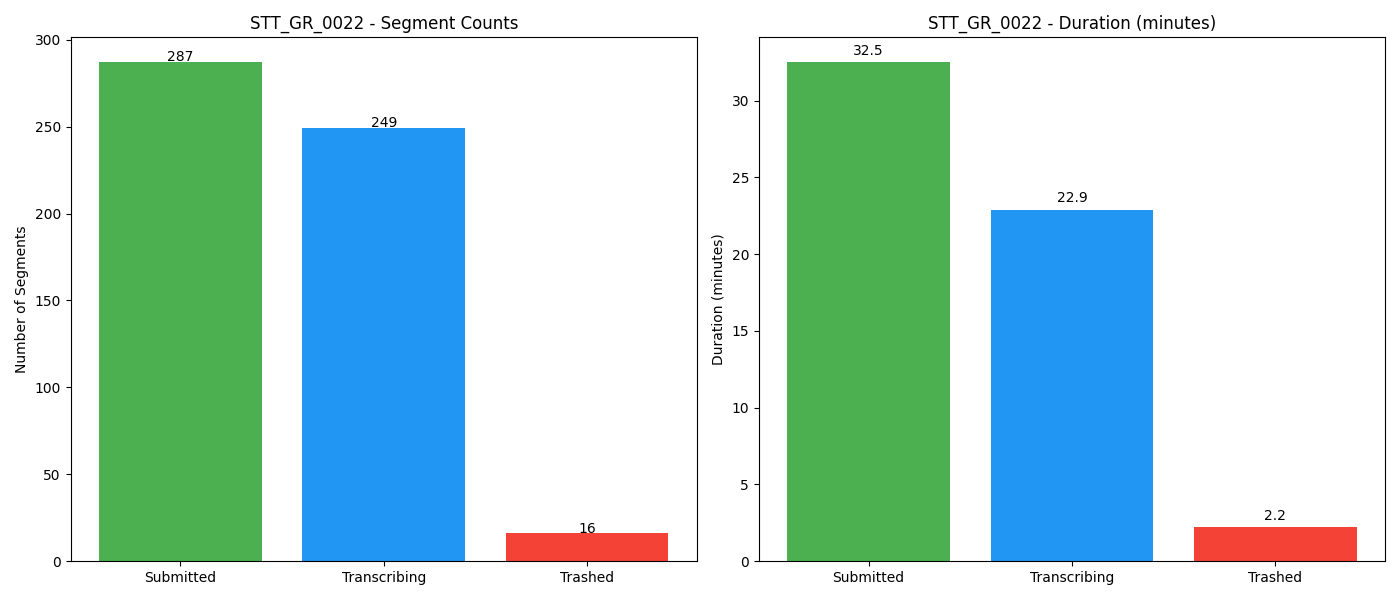 STT_GR_0022 - Segment Counts
Number of Segments
300
250
200
150
100
50
0
287
249
16
Submitted
Transcribing
Trashed
STT_GR_0022 - Duration (minutes)
Duration (minutes)
30
25
20
15
10
5
0
32.5
22.9
2.2
Submitted
Transcribing
Trashed